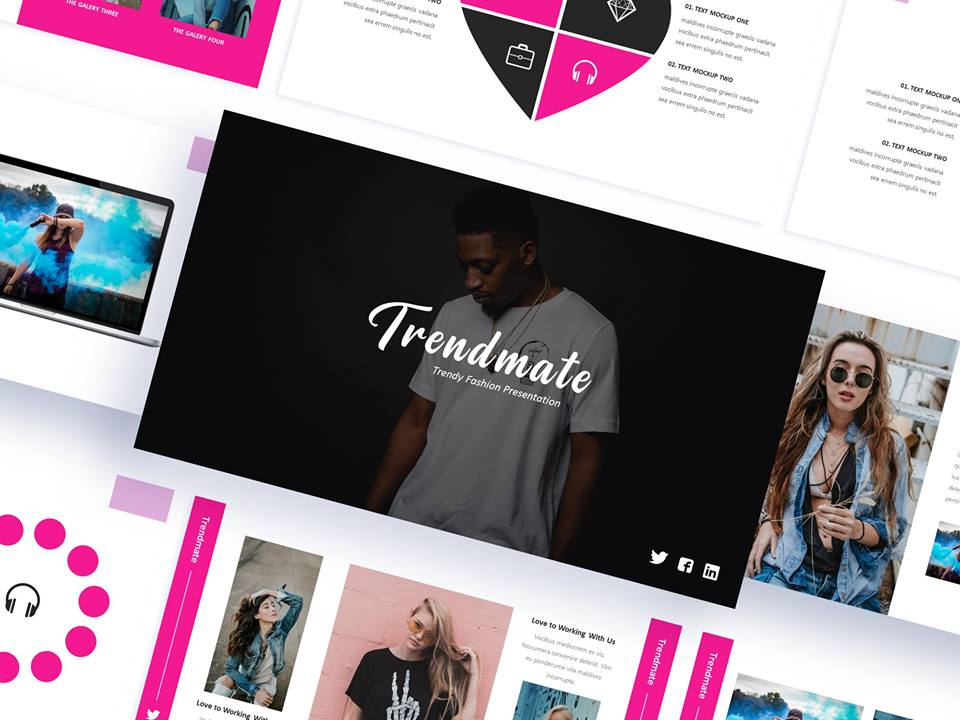 THE GALERY THREE
THE GALERY FOUR
vocibus extra phaedrum pertinacit
sea errem singulis no est.
01. TEXT MOCKUP ONE
maldives incorrupte graecis vadana
vocibus extra phaedrum pertinacit
sea errem singulis no est.
02. TEXT MOCKUP TWO
maldives incorrupte graecis vadana
vocibus extra phaedrum pertinacit
sea errem singulis no est.
01. TEXT MOCKUP
maldives incorrupte graecis
vocibus extra phaedrum pertinacit
sea errem singulis no est.
02. TEXT MOCKUP TWO
maldives incorrupte graecis vadana
vocibus extra phaedrum pertinacit
sea errem singulis no est.
Trendmate
Trendy Fashion Presentation
Trendmate
Love to Working With
Love to Working With Us
Vocibus mediocrem ex vis.
Novumera convenire delenit. Vim
eu ponderume vila maldives
incorrupte.
Trendmate
Trendmate